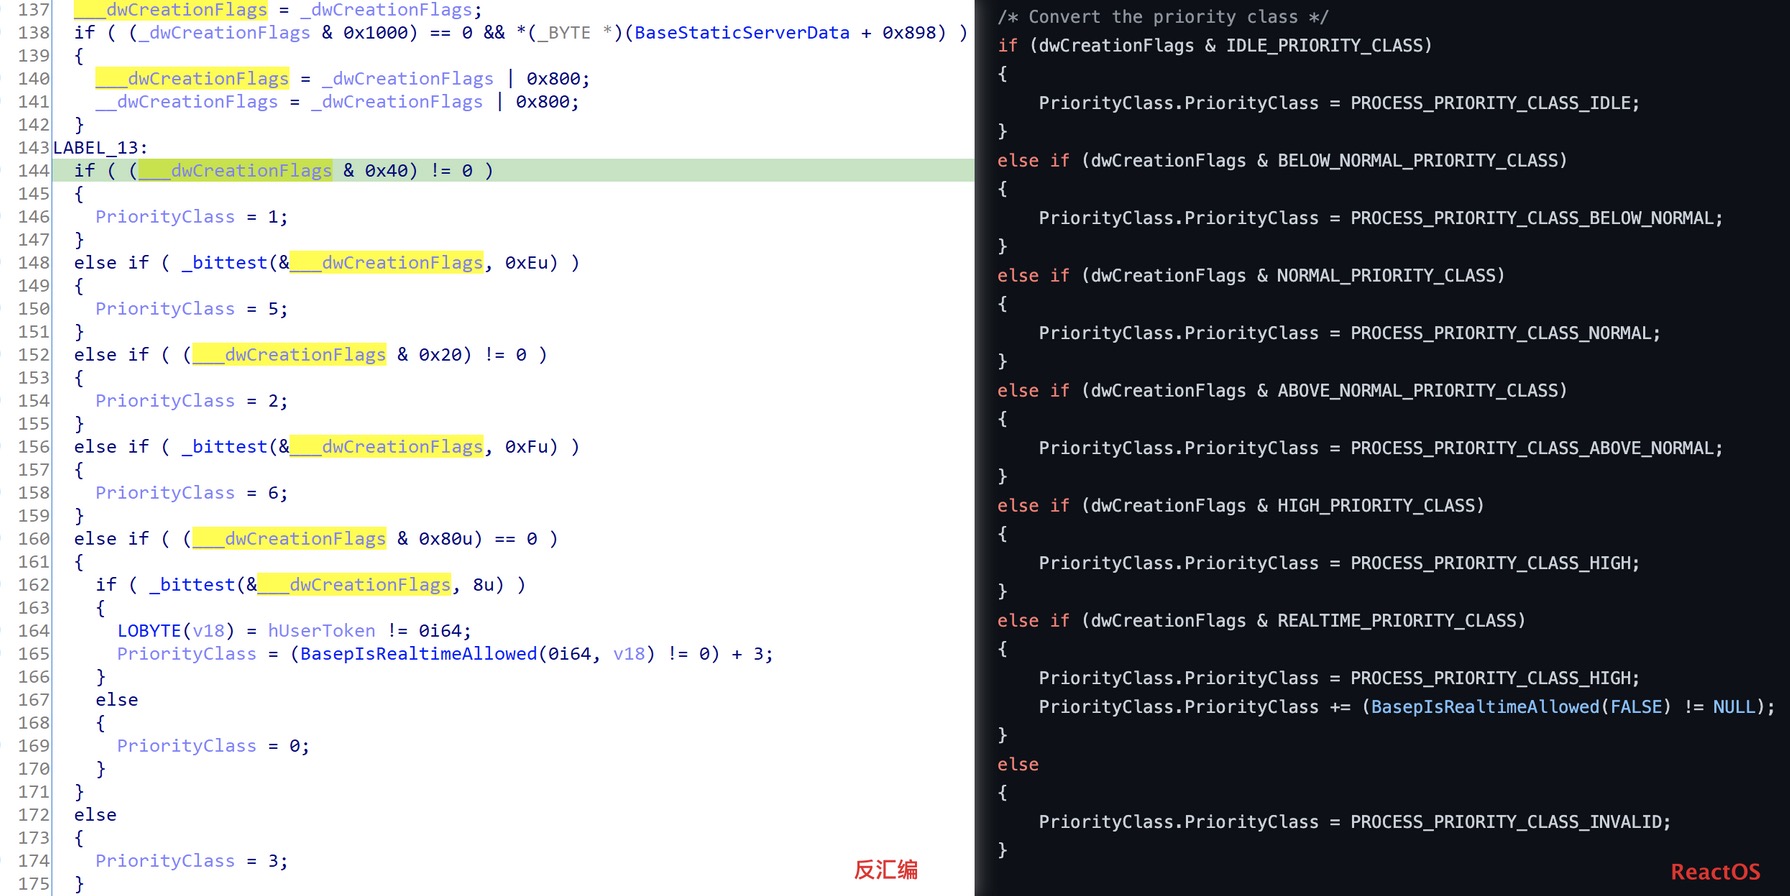 137 ___dwCreationFlags = _dwCreationFlags;
138 if ( (_dwCreationFlags & 0x1000) == 0 && *(_BYTE *)(BaseStaticServerData + 0x898) )
139 {
140 ___dwCreationFlags = _dwCreationFlags | 0x800;
141 __dwCreationFlags = _dwCreationFlags | 0x800;
142 }
143 LABEL_13:
144 if ( (___dwCreationFlags & 0x40) != 0 )
145 {
146 PriorityClass = 1;
147 }
148 else if ( _bittest(&___dwCreationFlags, 0xEu) )
149 {
150 PriorityClass = 5;
151 }
152 else if ( (___dwCreationFlags & 0x20) != 0 )
153 {
154 PriorityClass = 2;
155 }
156 else if ( _bittest(&___dwCreationFlags, 0xFu) )
157 {
158 PriorityClass = 6;
159 }
160 else if ( (___dwCreationFlags & 0x80u) == 0 )
161 {
162 if ( _bittest(&___dwCreationFlags, 8u) )
163 {
164 LOBYTE(v18) = hUserToken != 0i64;
165 PriorityClass = (BasepIsRealtimeAllowed(0i64, v18) != 0) + 3;
166 }
167 else
168 {
169 PriorityClass = 0;
170 }
171 }
172 else
173 {
174 PriorityClass = 3;
175 }
反汇编
/* Convert the priority class */
if (dwCreationFlags & IDLE_PRIORITY_CLASS)
{
PriorityClass.PriorityClass = PROCESS_PRIORITY_CLASS_IDLE;
}
else if (dwCreationFlags & BELOW_NORMAL_PRIORITY_CLASS)
{
PriorityClass.PriorityClass = PROCESS_PRIORITY_CLASS_BELOW_NORMAL;
}
else if (dwCreationFlags & NORMAL_PRIORITY_CLASS)
{
PriorityClass.PriorityClass = PROCESS_PRIORITY_CLASS_NORMAL;
}
else if (dwCreationFlags & ABOVE_NORMAL_PRIORITY_CLASS)
{
PriorityClass.PriorityClass = PROCESS_PRIORITY_CLASS_ABOVE_NORMAL;
}
else if (dwCreationFlags & HIGH_PRIORITY_CLASS)
{
PriorityClass.PriorityClass = PROCESS_PRIORITY_CLASS_HIGH;
}
else if (dwCreationFlags & REALTIME_PRIORITY_CLASS)
{
PriorityClass.PriorityClass = PROCESS_PRIORITY_CLASS_HIGH;
PriorityClass.PriorityClass += (BasepIsRealtimeAllowed(FALSE) != NULL);
}
else
{
PriorityClass.PriorityClass = PROCESS_PRIORITY_CLASS_INVALID;
}
ReactOS